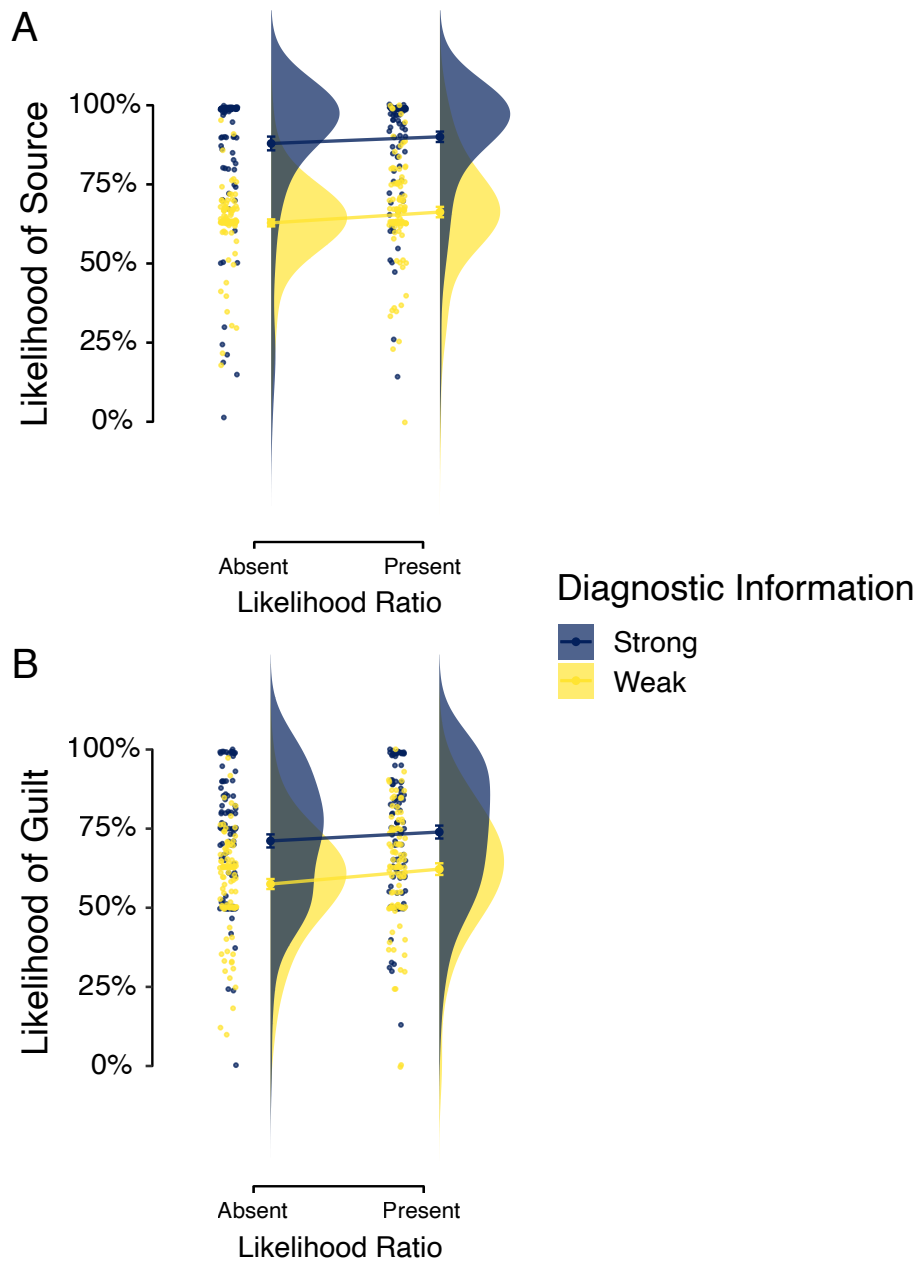 A
Likelihood of Source
100%
75%
50%
25%
0%
Absent
Present
Likelihood Ratio
Diagnostic Information
Strong
Weak
B
Likelihood of Guilt
100%
75%
50%
25%
0%
Absent
Present
Likelihood Ratio